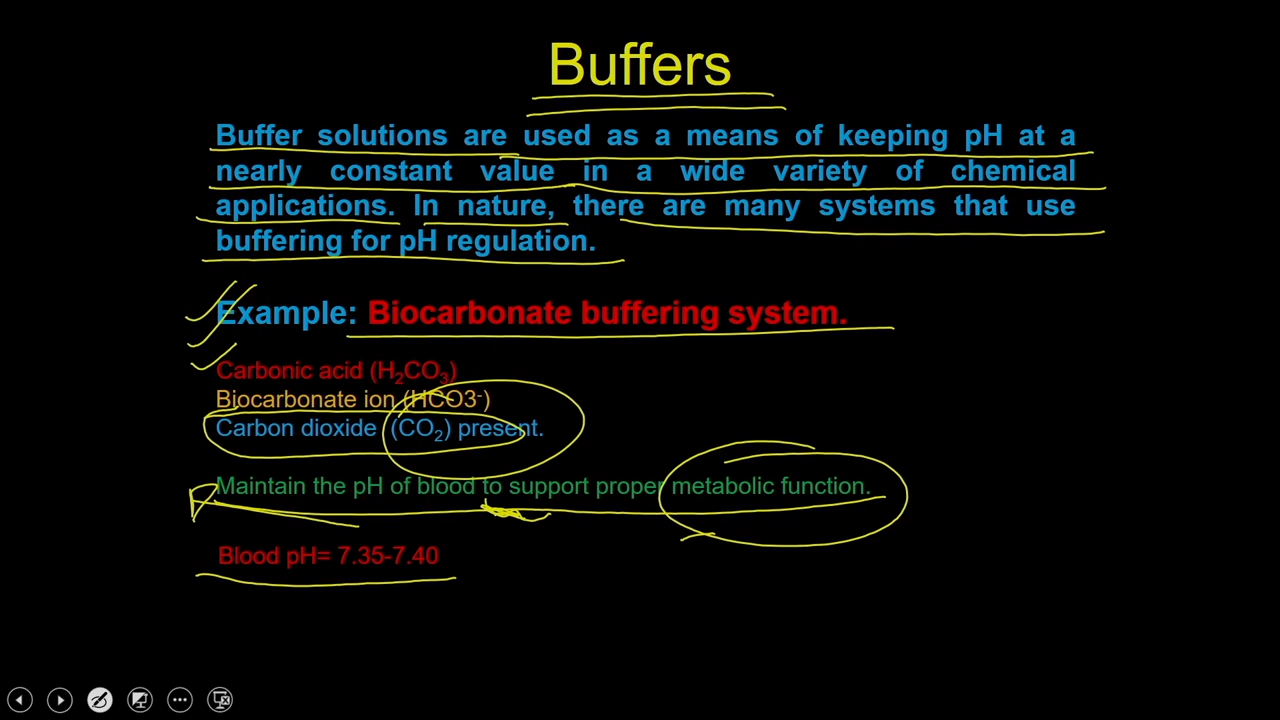 Buffers
Buffer solutions are used as a means of keeping pH at a
nearly constant value in a wide variety of chemical
applications. In nature, there are many systems that use
buffering for pH regulation.
Example: Biocarbonate buffering system.
Carbonic acid (H₂CO₃)
Biocarbonate ion (HCO3⁻)
Carbon dioxide (CO₂) present.
Maintain the pH of blood to support proper metabolic function.
Blood pH= 7.35-7.40